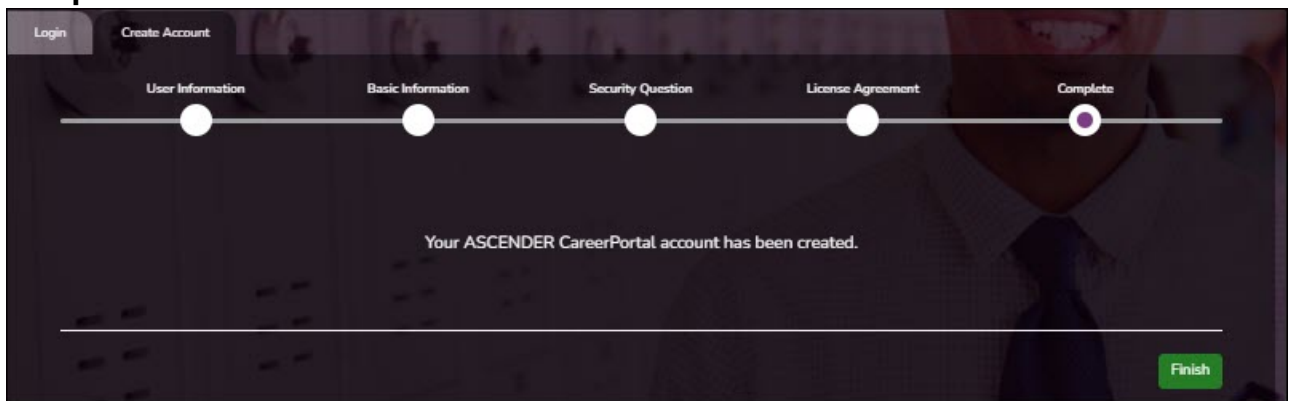 Login Create Account
User Information Basic Information Security Question License Agreement Complete
Your ASCENDER CareerPortal account has been created.
Finish